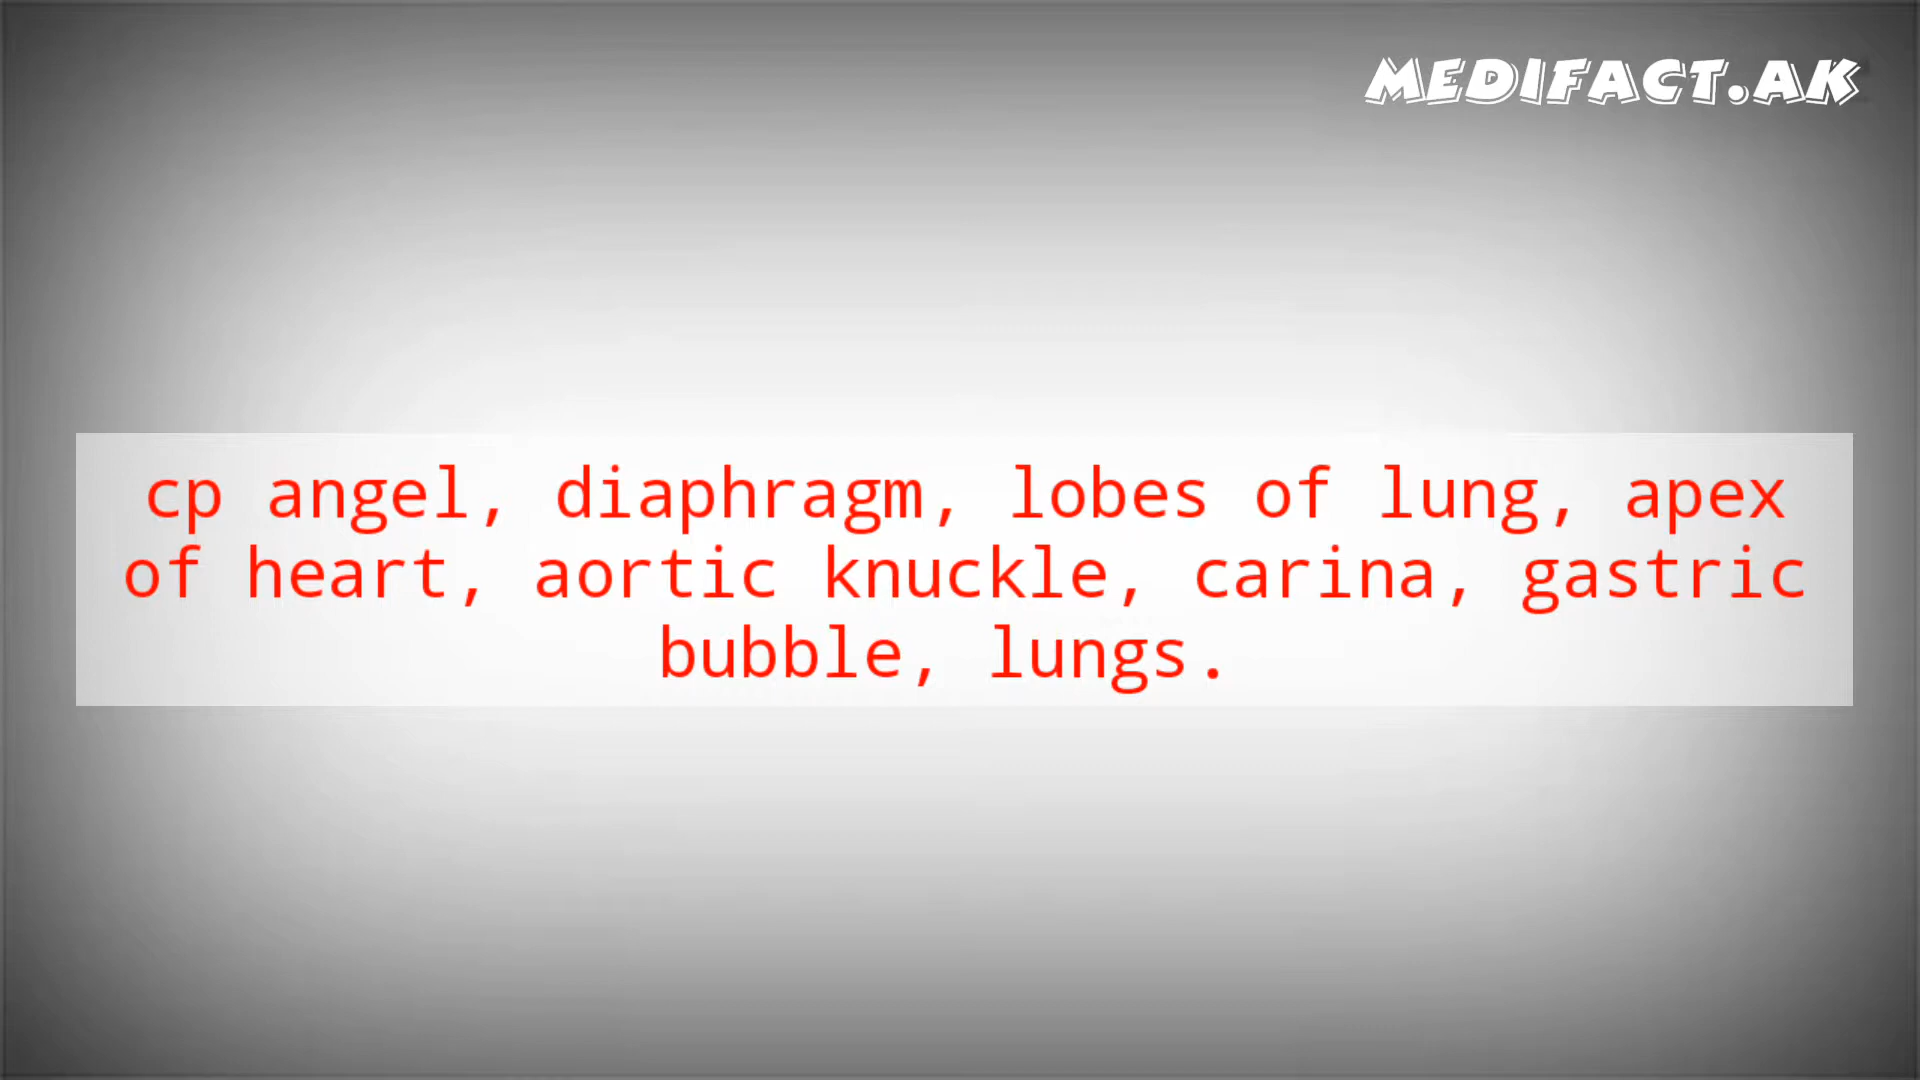 MEDIFACT.AK
cp angel, diaphragm, lobes of lung, apex
of heart, aortic knuckle, carina, gastric
bubble, lungs.